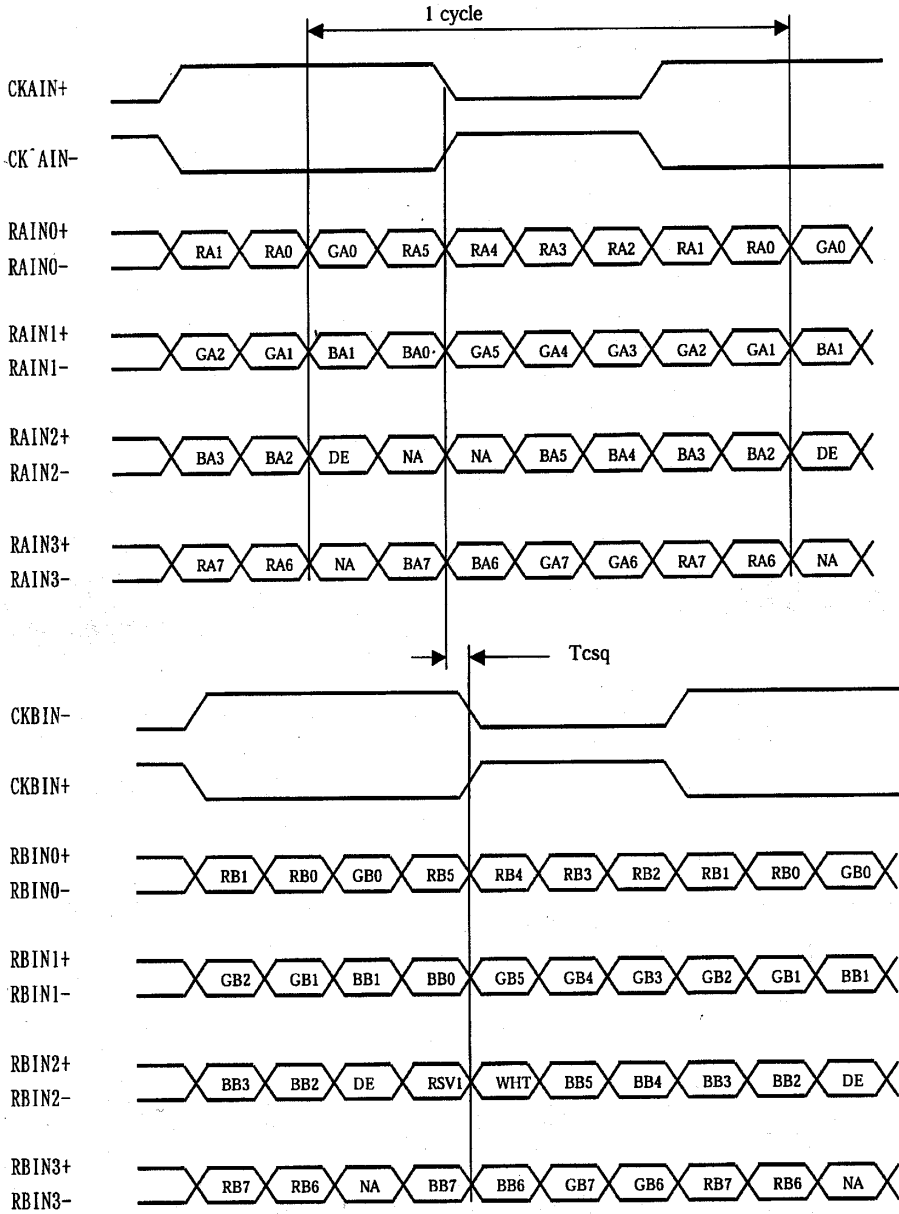 1 cycle
CKAIN+
CK^AIN-
RAIN0+
RAIN0-
RA1 RA0 GA0 RA5 RA4 RA3 RA2 RA1 RA0 GA0
RAIN1+
RAIN1-
GA2 GA1 BA1 BA0 GA5 GA4 GA3 GA2 GA1 BA1
RAIN2+
RAIN2-
BA3 BA2 DE NA NA BA5 BA4 BA3 BA2 DE
RAIN3+
RAIN3-
RA7 RA6 NA BA7 BA6 GA7 GA6 RA7 RA6 NA
Tcsq
CKBIN-
CKBIN+
RBIN0+
RBIN0-
RB1 RB0 GB0 RB5 RB4 RB3 RB2 RB1 RB0 GB0
RBIN1+
RBIN1-
GB2 GB1 BB1 BB0 GB5 GB4 GB3 GB2 GB1 BB1
RBIN2+
RBIN2-
BB3 BB2 DE RSV1 WHT BB5 BB4 BB3 BB2 DE
RBIN3+
RBIN3-
RB7 RB6 NA BB7 BB6 GB7 GB6 RB7 RB6 NA